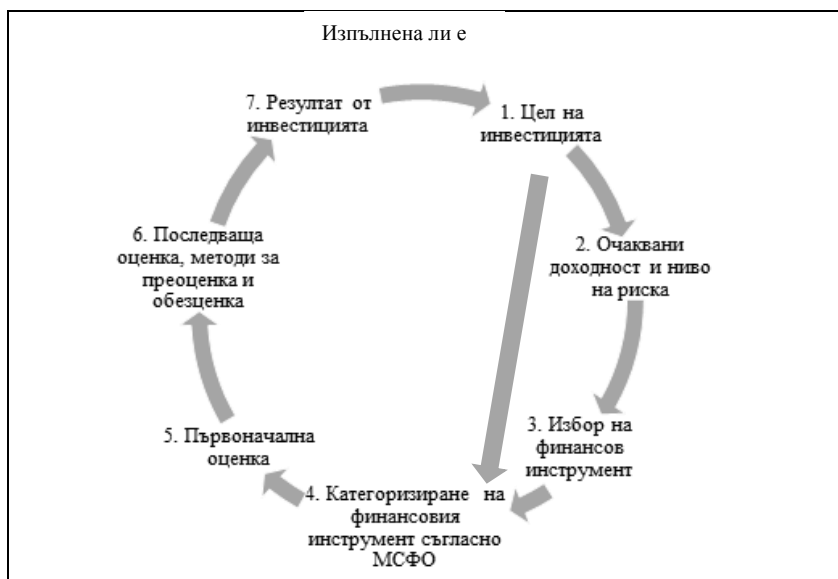 Изпълнена ли е
1. Цел на
инвестицията
2. Очаквани
доходност и ниво
на риска
3. Избор на
финансов
инструмент
4. Категоризиране на
финансовия
инструмент съгласно
МСФО
5. Първоначална
оценка
6. Последваща
оценка, методи за
преоценка и
обезценка
7. Резултат от
инвестицията